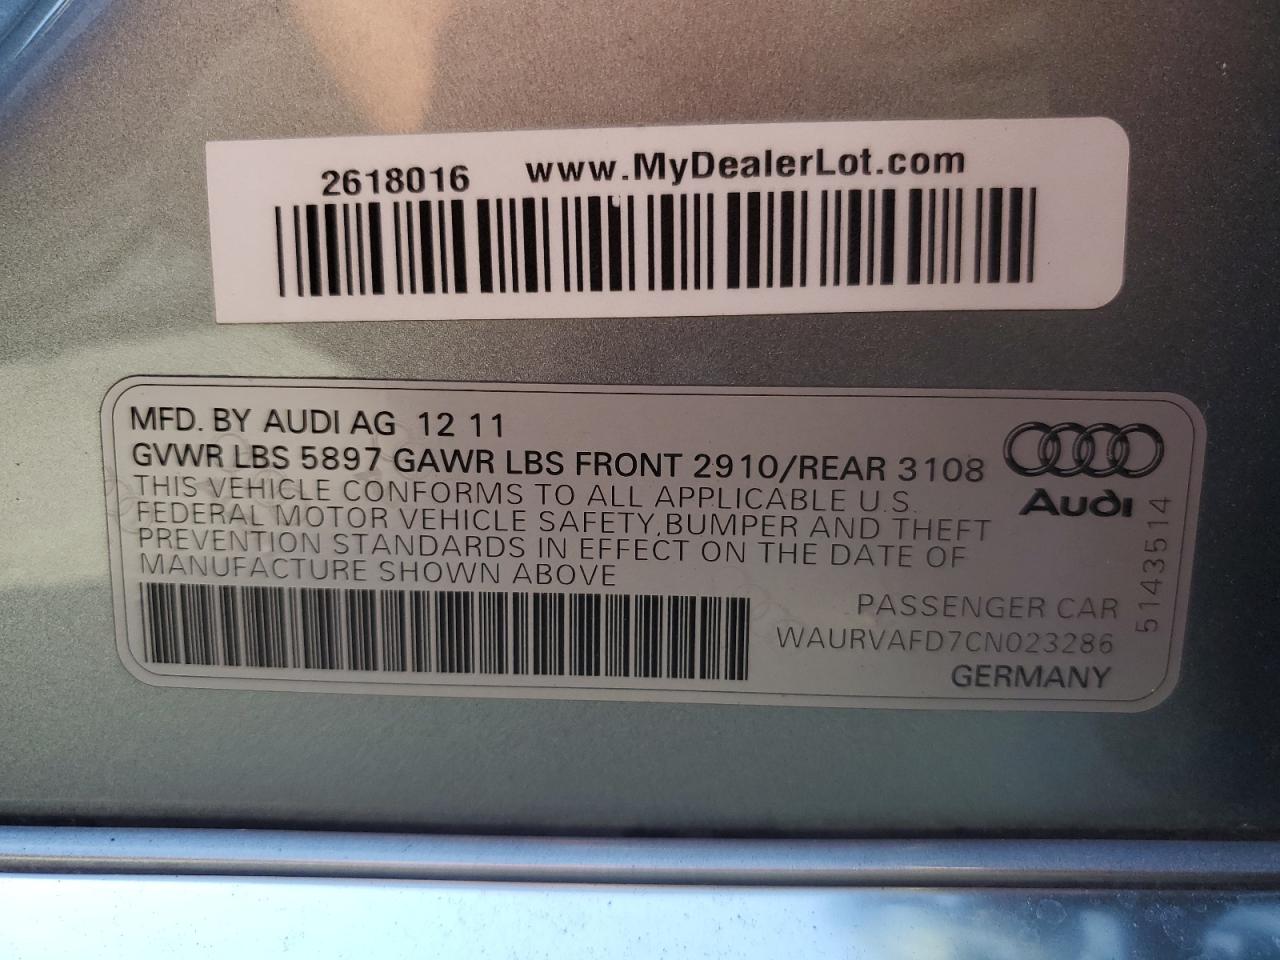 2618016 www.MyDealerLot.com
MFD. BY AUDI AG 12 11
GVWR LBS 5897 GAWR LBS FRONT 2910/REAR 3108
THIS VEHICLE CONFORMS TO ALL APPLICABLE U.S.
FEDERAL MOTOR VEHICLE SAFETY, BUMPER AND THEFT
PREVENTION STANDARDS IN EFFECT ON THE DATE OF
MANUFACTURE SHOWN ABOVE
Audi
5143514
PASSENGER CAR
WAURVAFD7CN023286
GERMANY